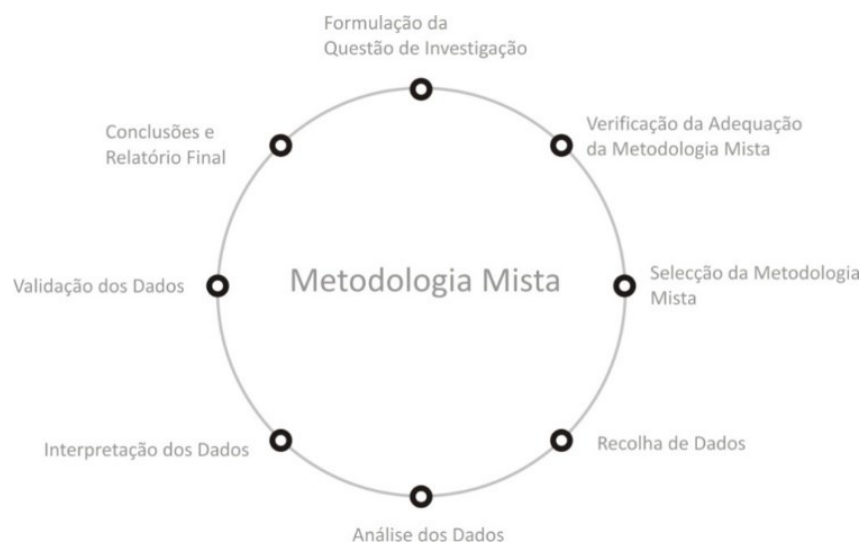 Formulação da
Questão de Investigação
Verificação da Adequação
da Metodologia Mista
Selecção da Metodologia
Mista
Recolha de Dados
Análise dos Dados
Interpretação dos Dados
Validação dos Dados
Conclusões e
Relatório Final
Metodologia Mista